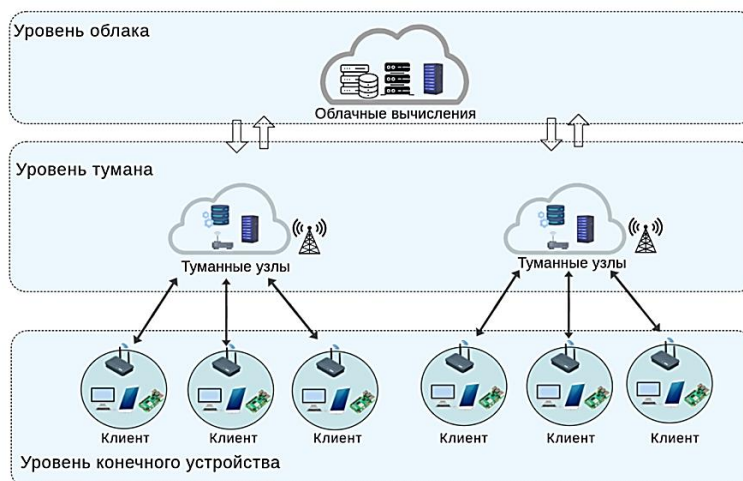 Уровень облака
Облачные вычисления
Уровень тумана
Туманные узлы
Туманные узлы
Клиент
Клиент
Клиент
Клиент
Клиент
Клиент
Уровень конечного устройства